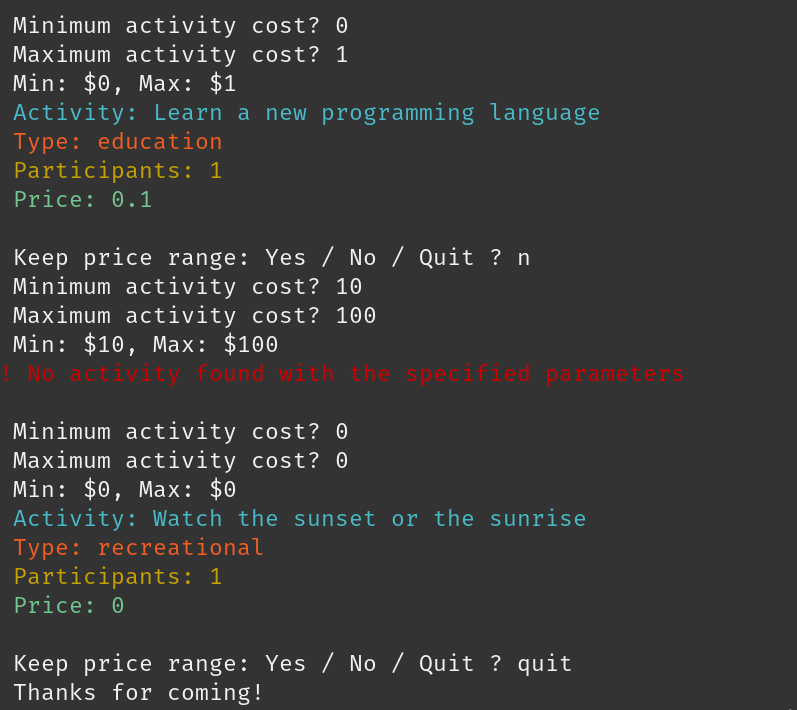 Minimum activity cost? 0
Maximum activity cost? 1
Min: $0, Max: $1
Activity: Learn a new programming language
Type: education
Participants: 1
Price: 0.1
Keep price range: Yes / No / Quit ? n
Minimum activity cost? 10
Maximum activity cost? 100
Min: $10, Max: $100
! No activity found with the specified parameters
Minimum activity cost? 0
Maximum activity cost? 0
Min: $0, Max: $0
Activity: Watch the sunset or the sunrise
Type: recreational
Participants: 1
Price: 0
Keep price range: Yes / No / Quit ? quit
Thanks for coming!